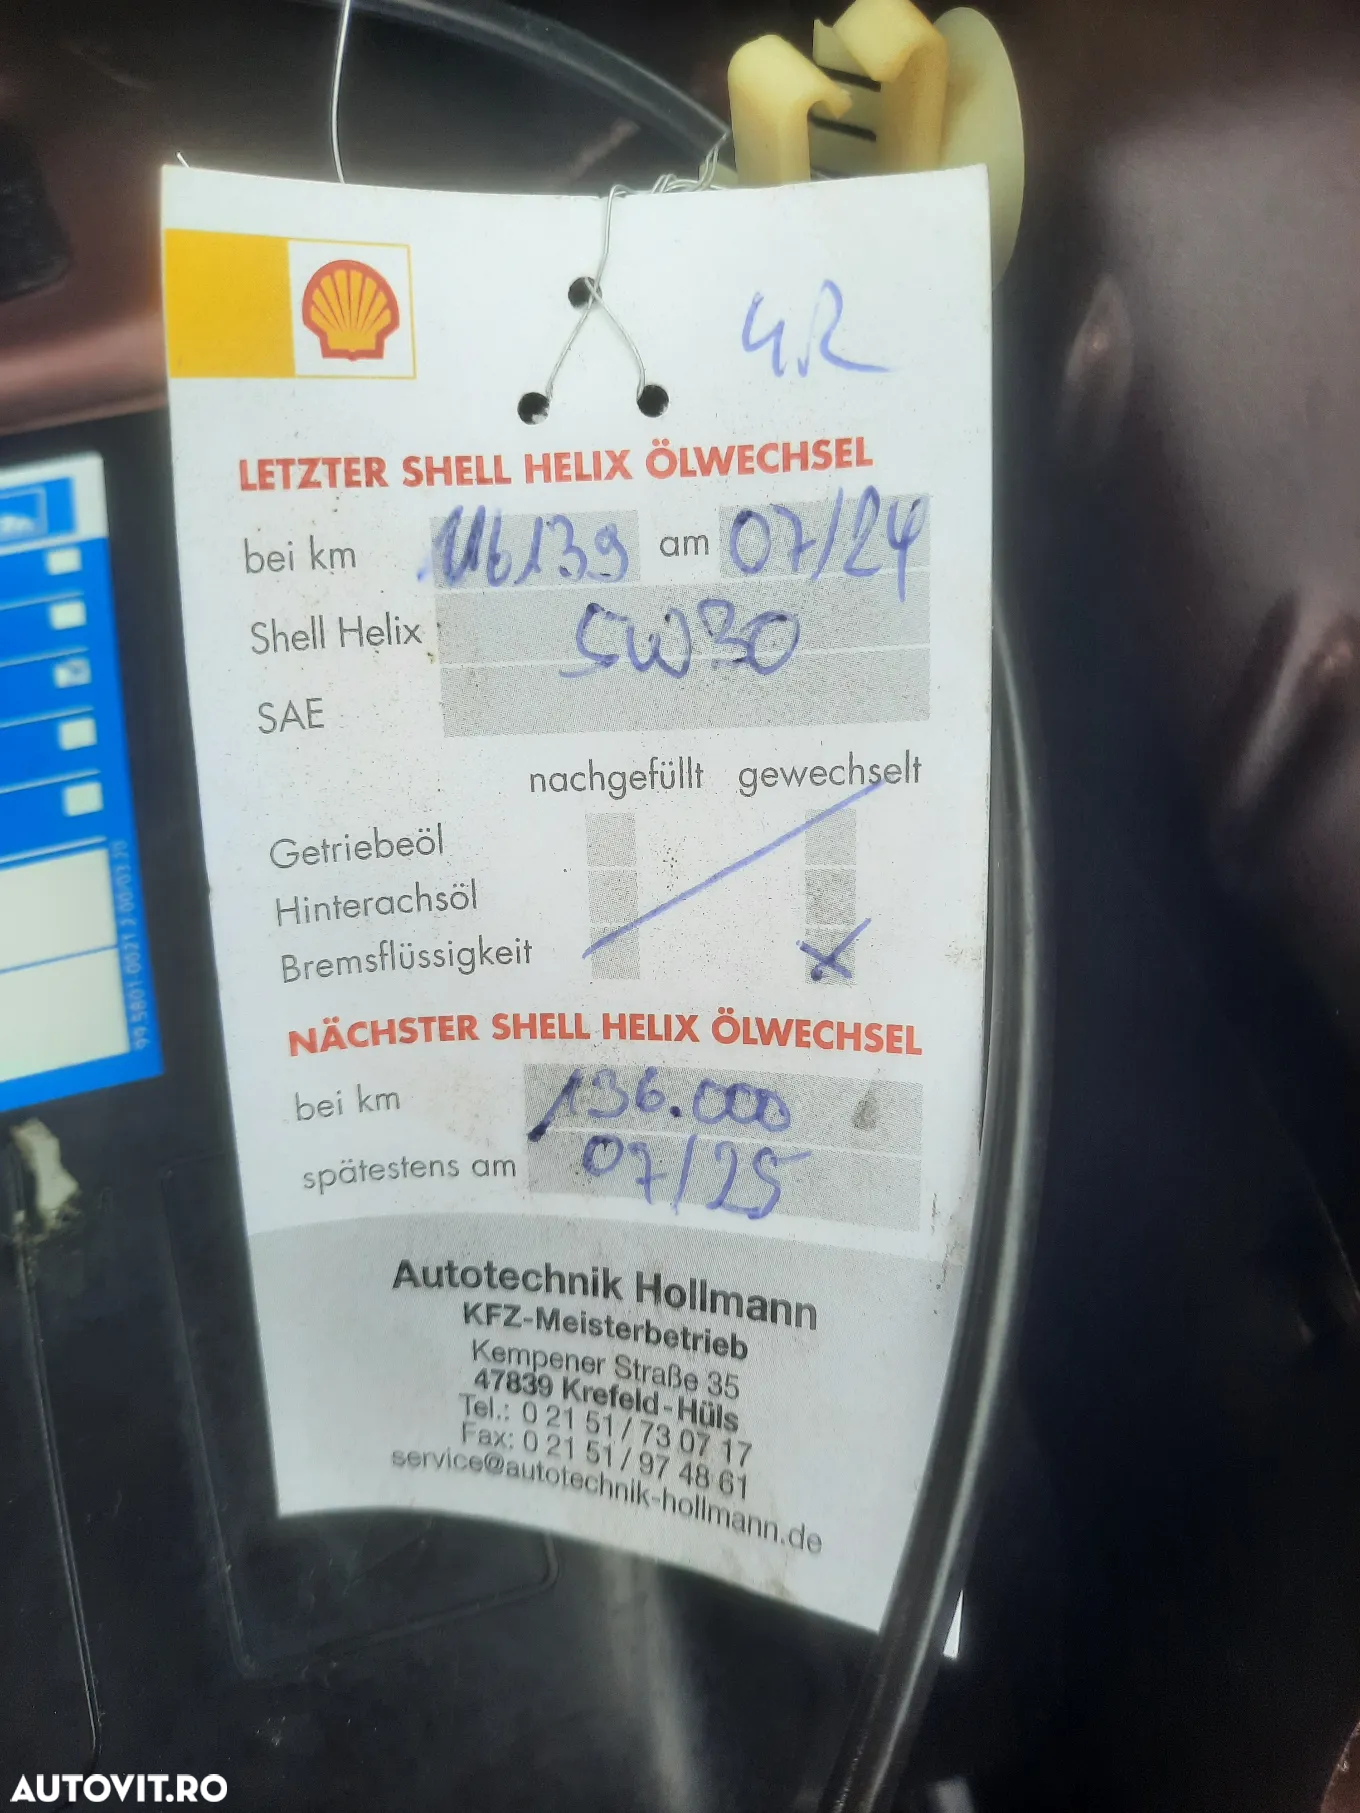 4R
LETZTER SHELL HELIX ÖLWECHSEL
bei km 116139 am 07/24
Shell Helix 5W30
SAE
nachgefüllt gewechselt
Getriebeöl
Hinterachsöl
Bremsflüssigkeit X
NÄCHSTER SHELL HELIX ÖLWECHSEL
bei km 136.000
spätestens am 07/25
Autotechnik Hollmann
KFZ-Meisterbetrieb
Kempener Straße 35
47839 Krefeld-Hüls
Tel.: 0 21 51 / 73 07 17
Fax: 0 21 51 / 97 48 61
service@autotechnik-hollmann.de
AUTOVIT.RO